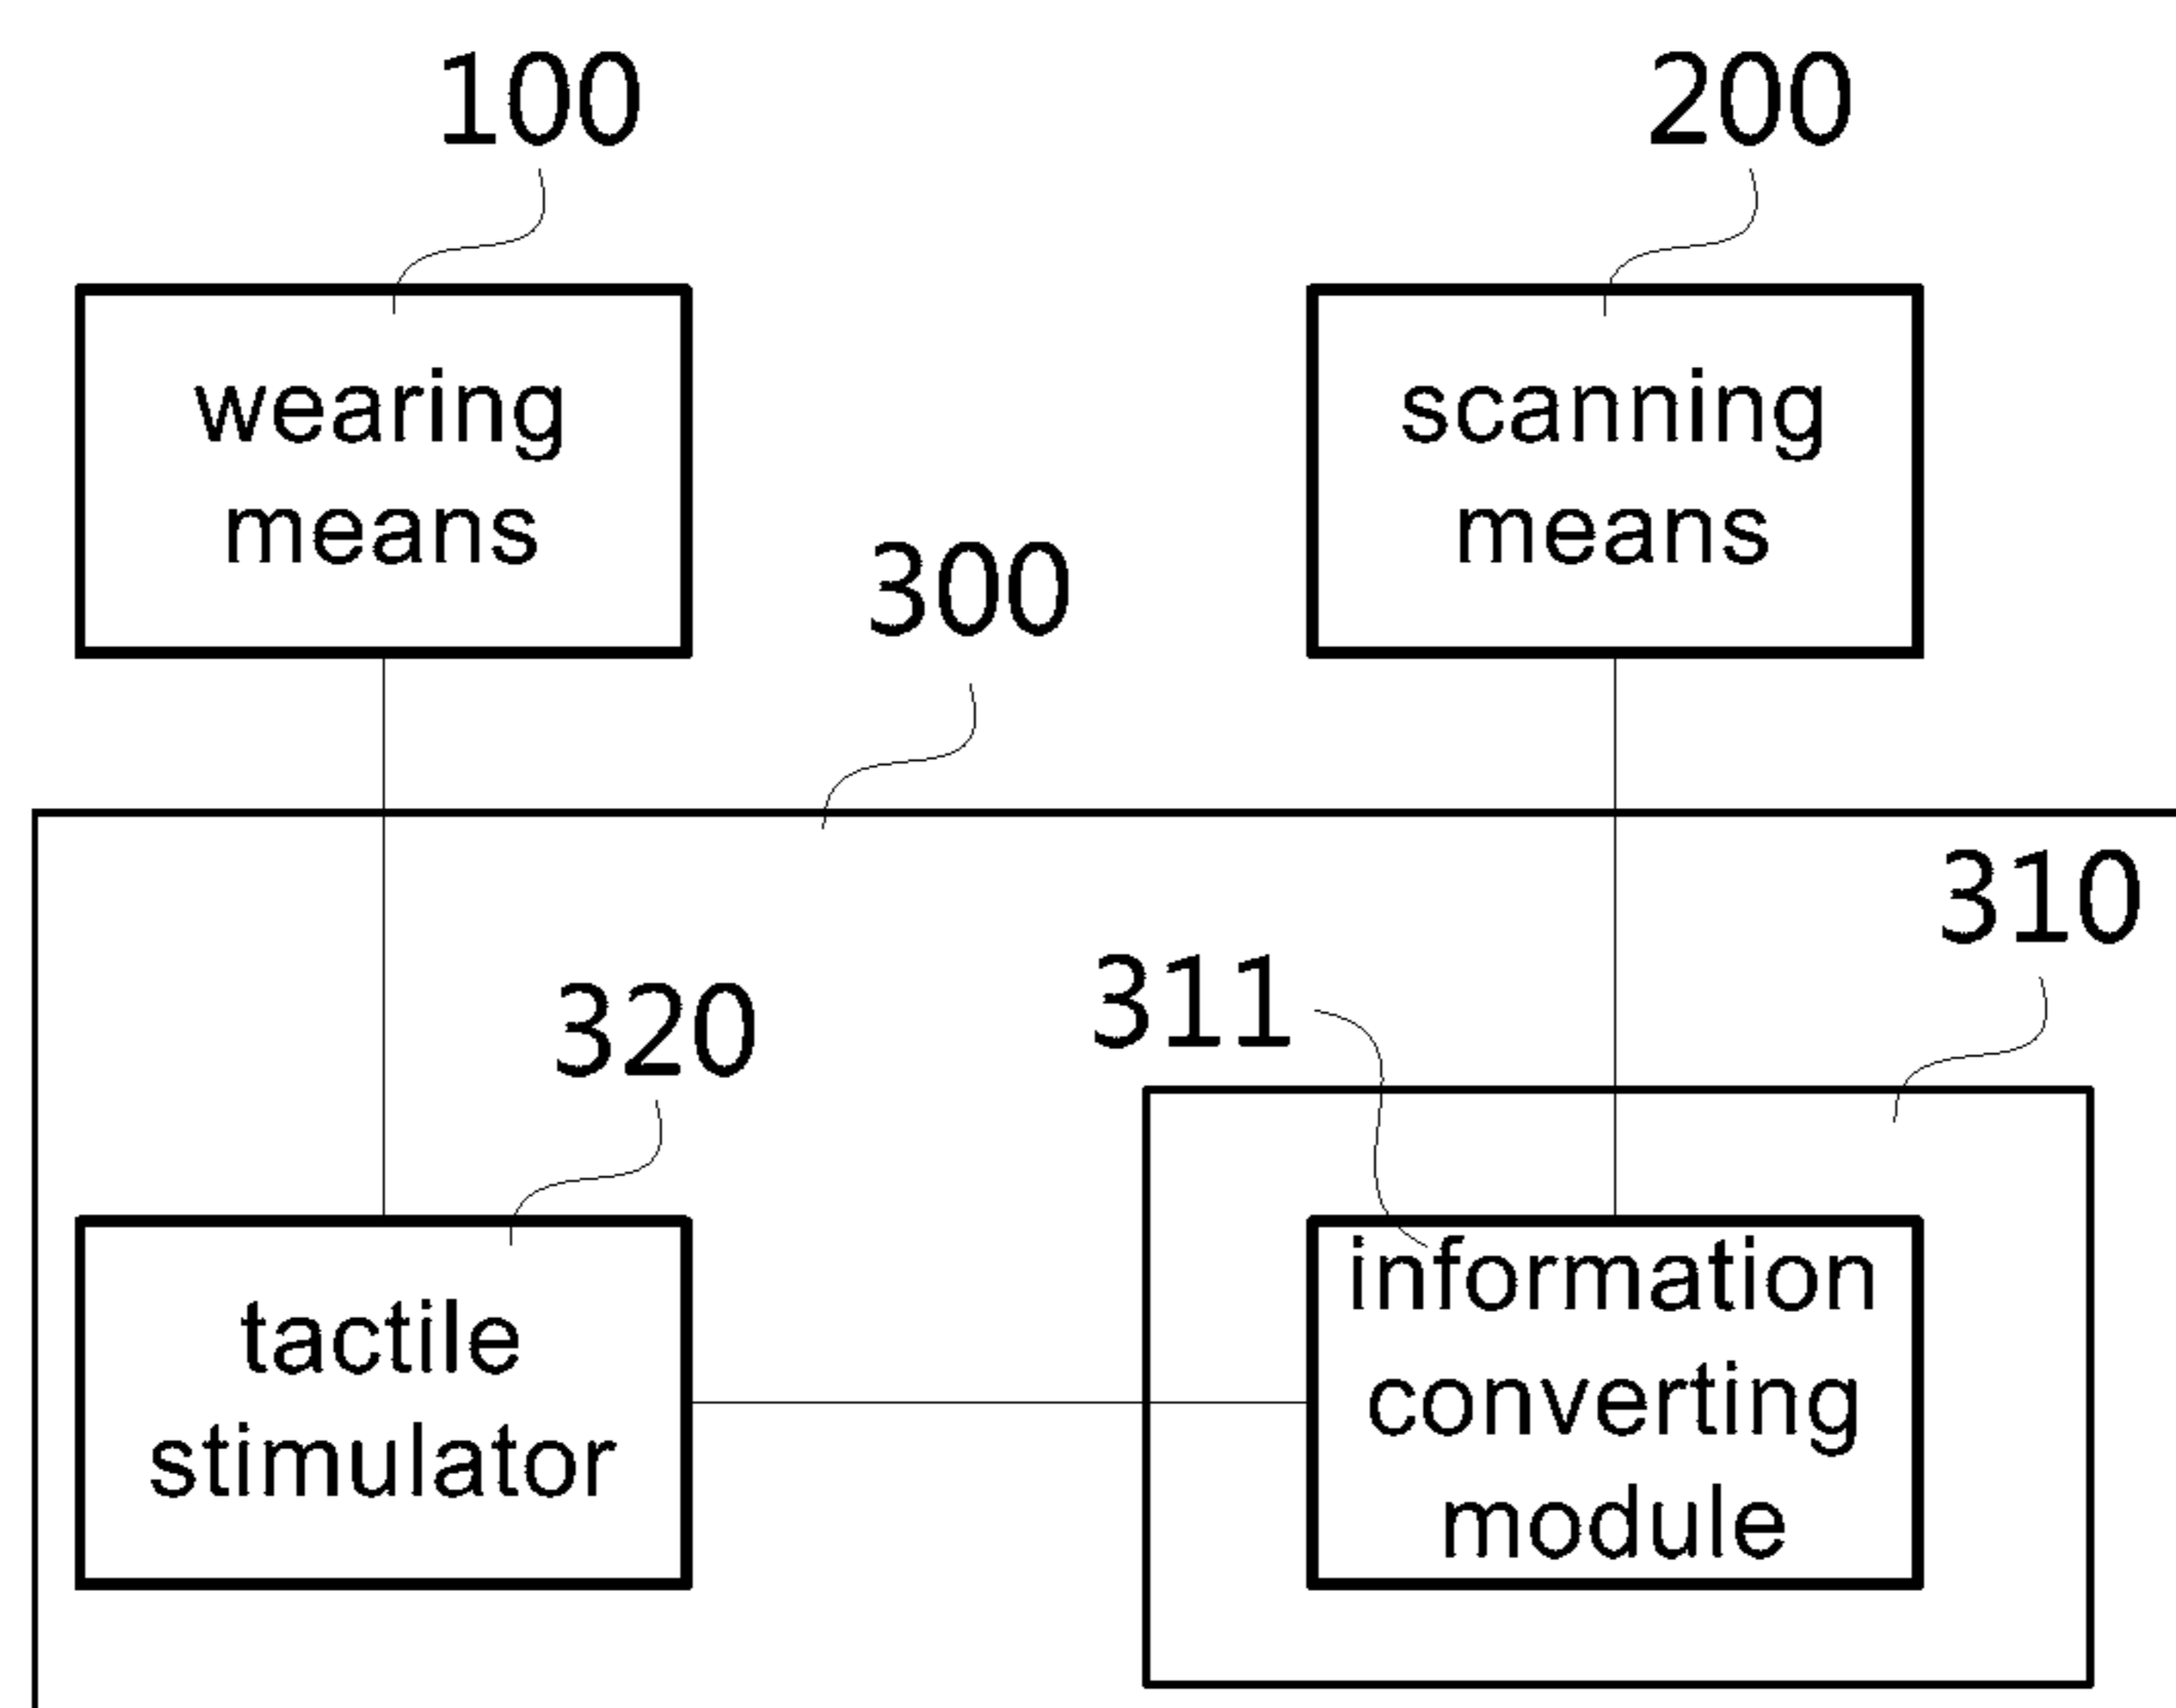 100
200
wearing
means
scanning
means
300
310
311
320
tactile
stimulator
information
converting
module